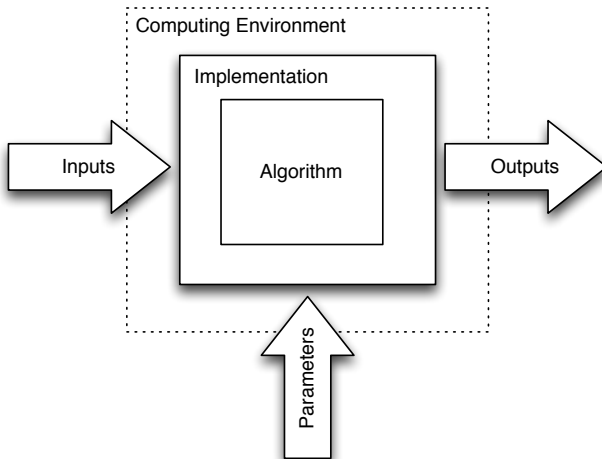 Computing Environment
Implementation
Algorithm
Inputs
Outputs
Parameters